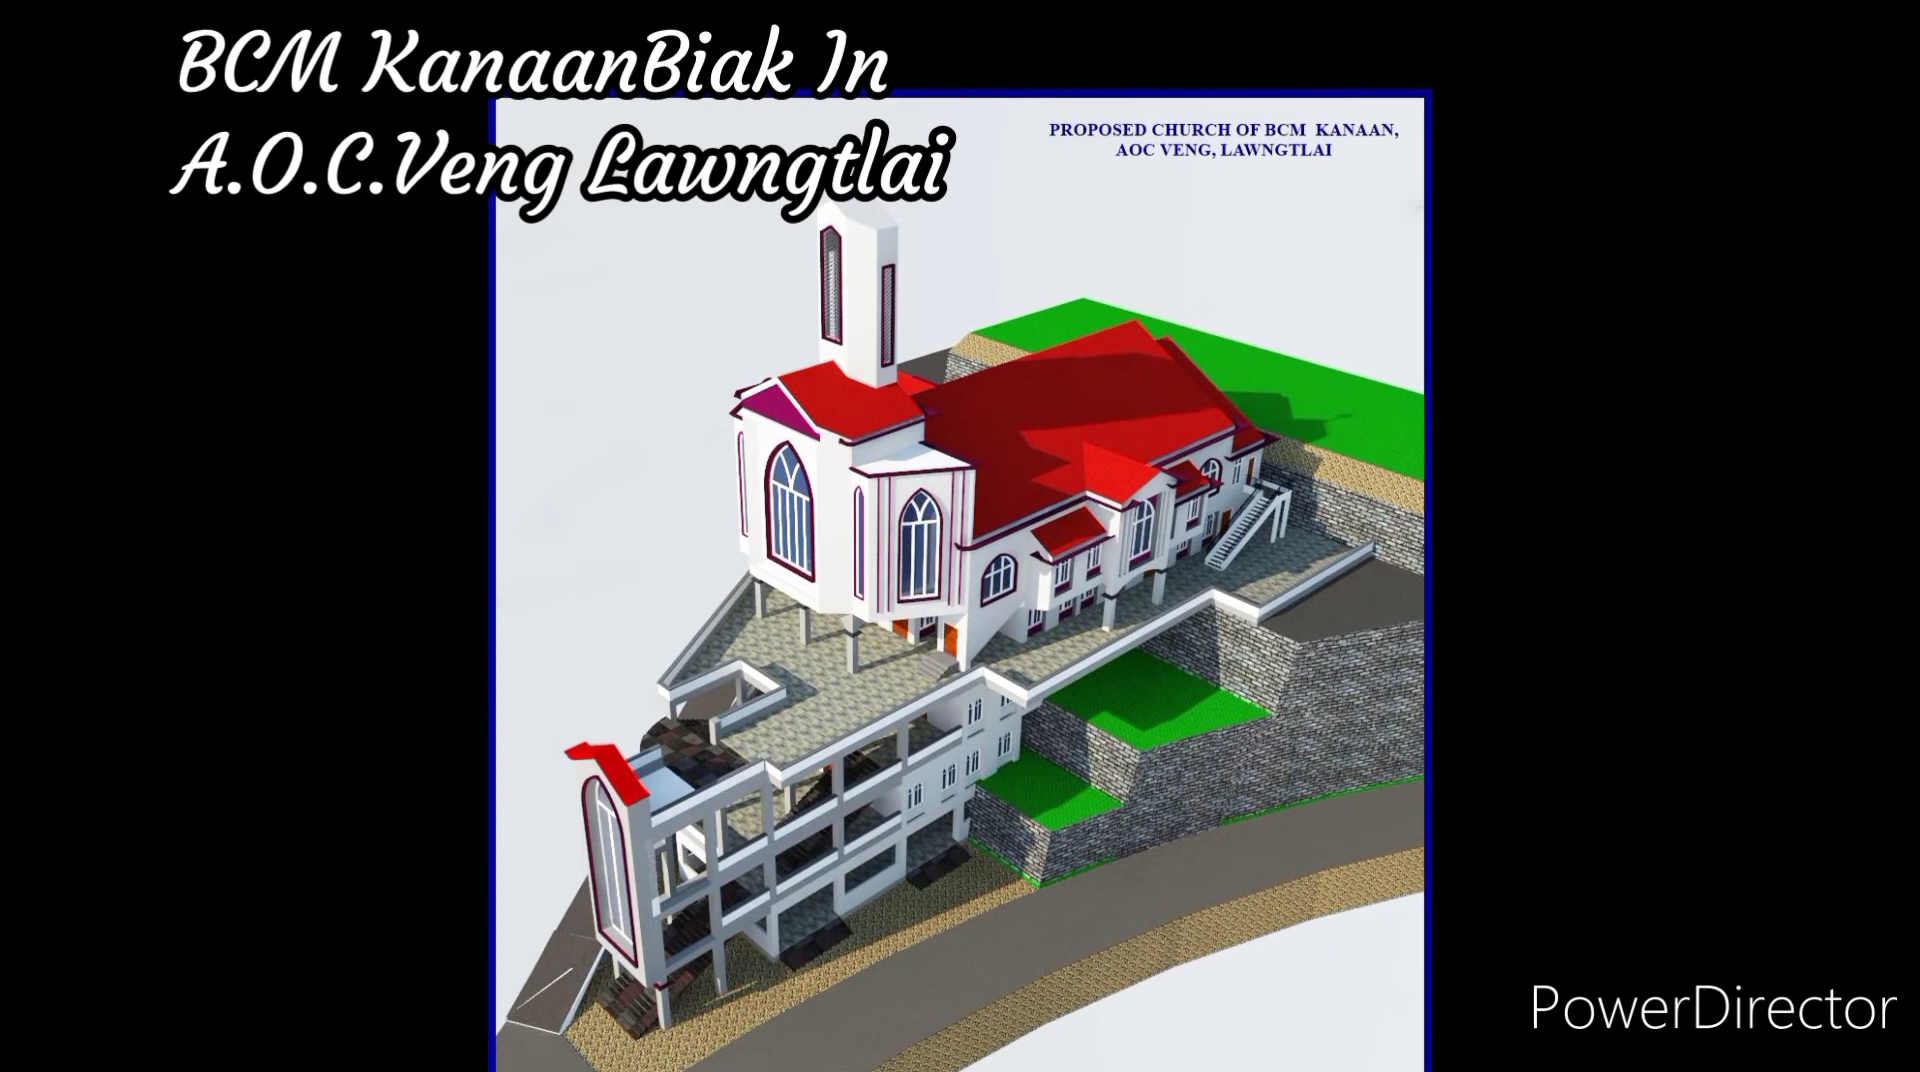 BCM KanaanBiak In
A.O.C.Veng Lawngtlai
PROPOSED CHURCH OF BCM KANAAN,
AOC VENG, LAWNGTLAI
PowerDirector